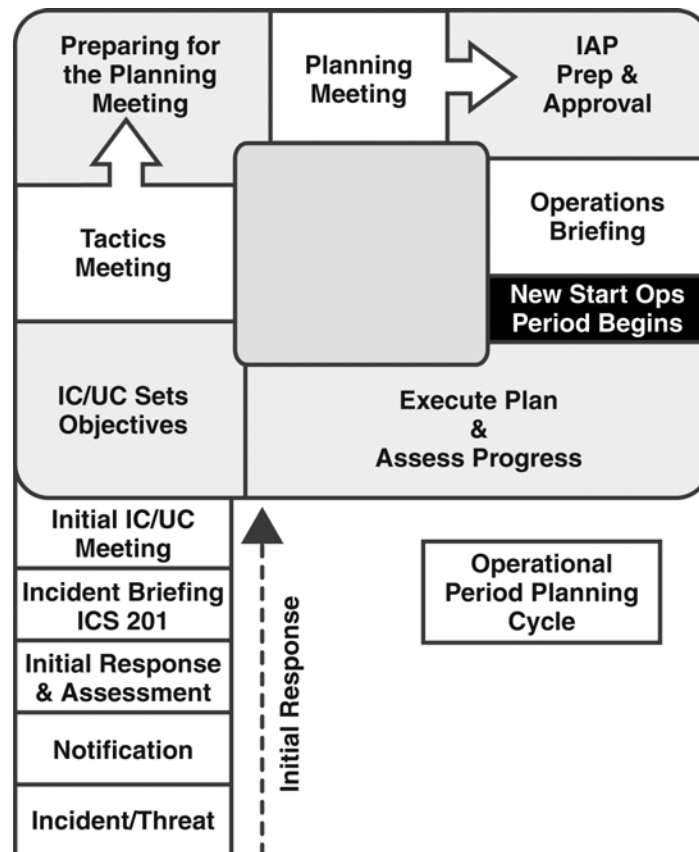 Preparing for
the Planning
Meeting
Planning
Meeting
IAP
Prep &
Approval
Tactics
Meeting
Operations
Briefing
New Start Ops
Period Begins
IC/UC Sets
Objectives
Execute Plan
&
Assess Progress
Initial IC/UC
Meeting
Incident Briefing
ICS 201
Initial Response
& Assessment
Notification
Incident/Threat
Initial Response
Operational
Period Planning
Cycle